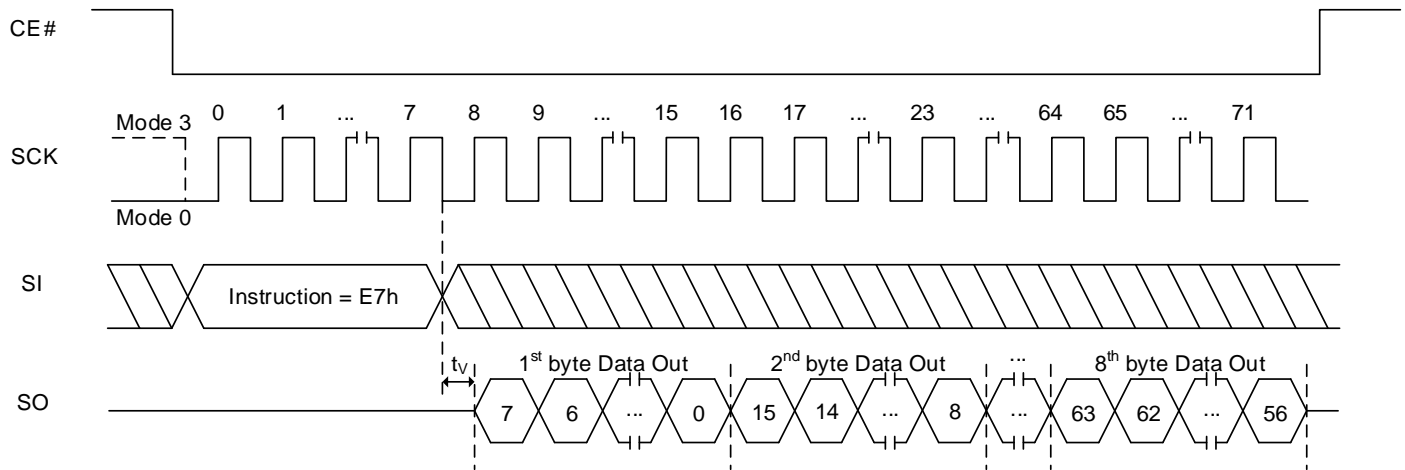 CE#
0 1 ... 7 8 9 ... 15 16 17 ... 23 ... 64 65 ... 71
Mode 3
SCK
Mode 0
SI
Instruction = E7h
tV 1st byte Data Out 2nd byte Data Out ... 8th byte Data Out
SO
7 6 ... 0 15 14 ... 8 ... 63 62 ... 56